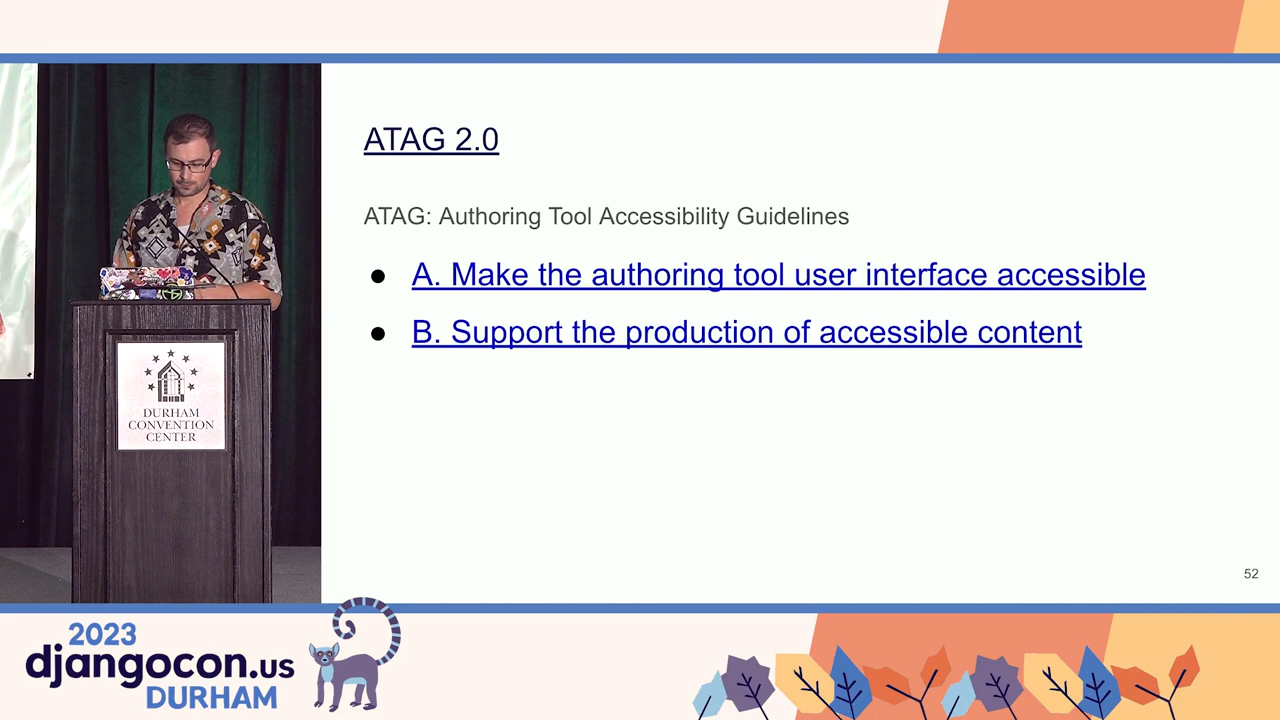 ATAG 2.0
ATAG: Authoring Tool Accessibility Guidelines
● A. Make the authoring tool user interface accessible
● B. Support the production of accessible content
52
DURHAM
CONVENTION
CENTER
2023
djangocon.us
DURHAM